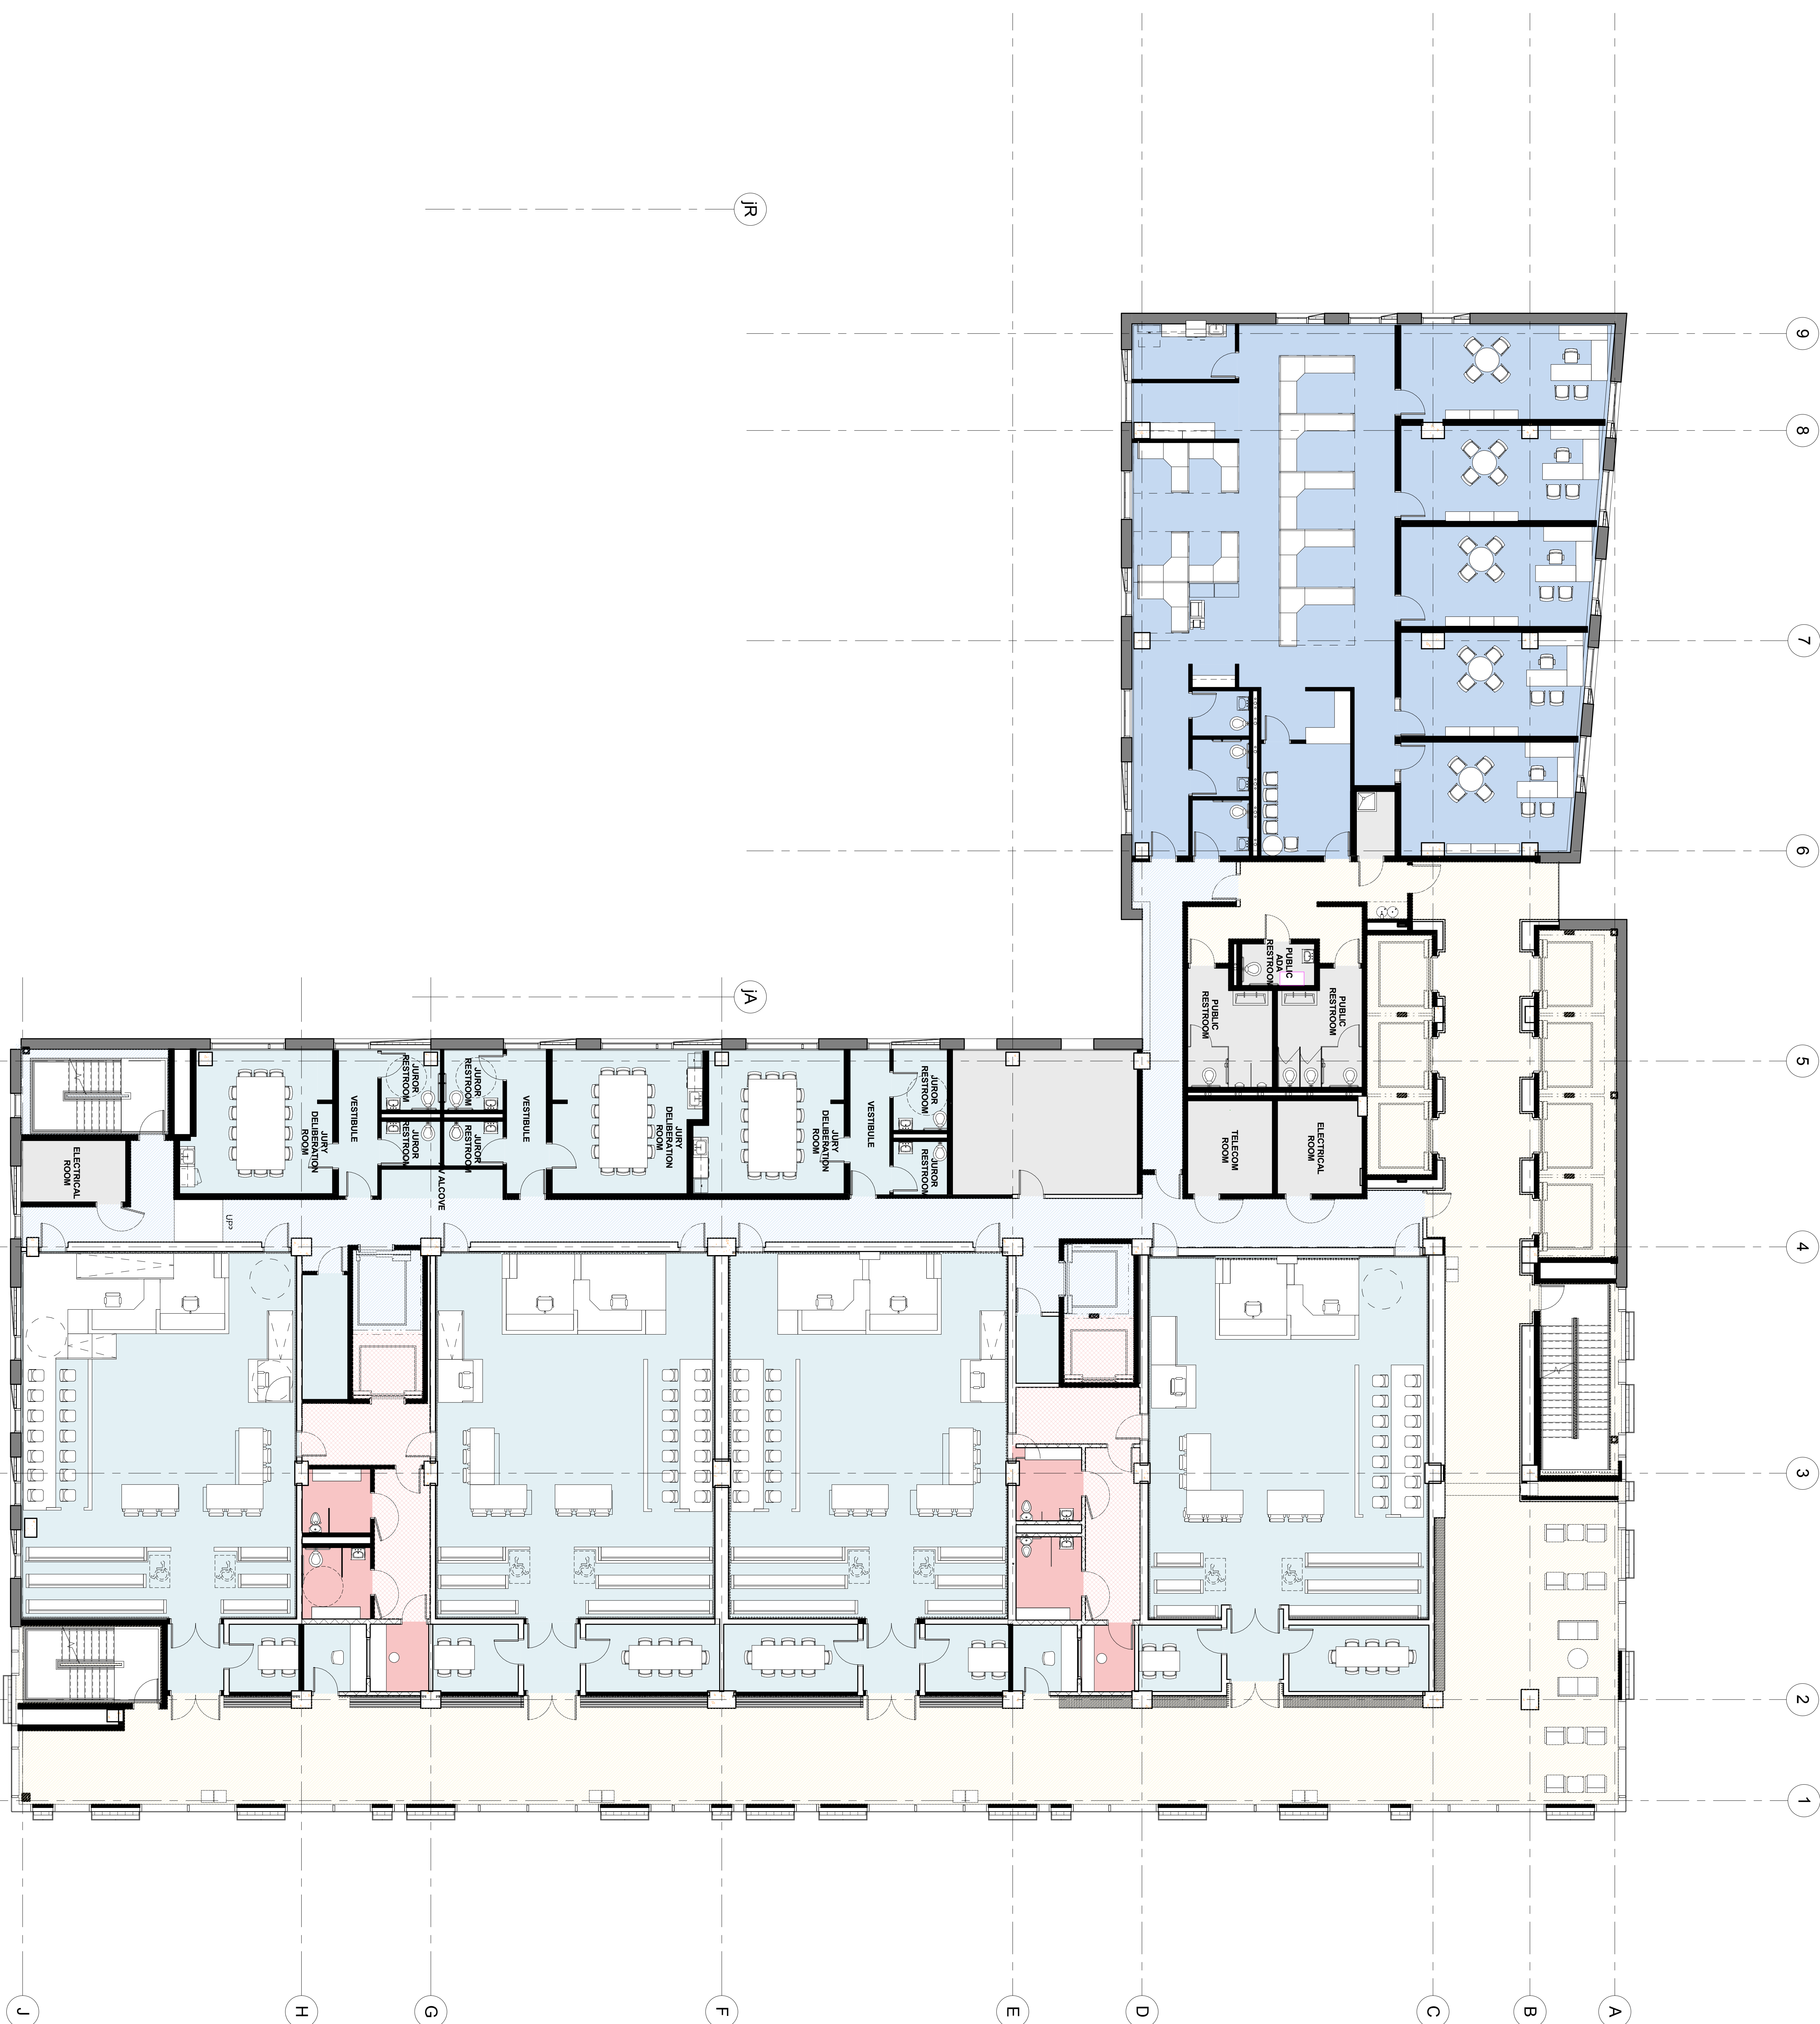 jR
9
8
7
6
PUBLIC
ADA
RESTROOM
PUBLIC
RESTROOM
PUBLIC
RESTROOM
jA
5
JUROR
RESTROOM
JUROR
RESTROOM
JUROR
RESTROOM
VESTIBULE
VESTIBULE
VESTIBULE
JURY
DELIBERATION
ROOM
JURY
DELIBERATION
ROOM
JURY
DELIBERATION
ROOM
JUROR
RESTROOM
JUROR
RESTROOM
JUROR
RESTROOM
TELECOM
ROOM
ELECTRICAL
ROOM
ELECTRICAL
ROOM
V ALCOVE
UP
4
3
2
1
J
H
G
F
E
D
C
B
A